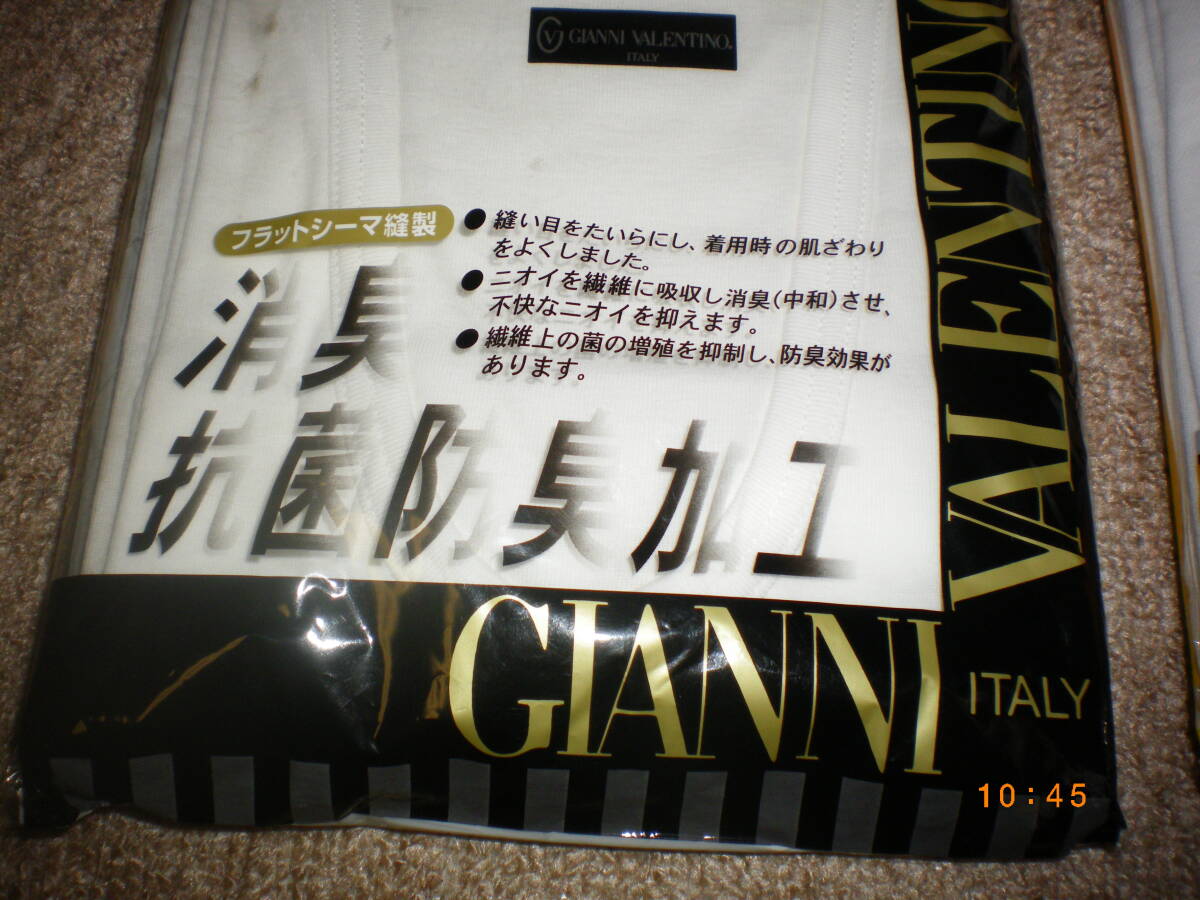 GV GIANNI VALENTINO®
ITALY
フラットシーマ縫製
●縫い目をたいらにし、着用時の肌ざわり
をよくしました。
●ニオイを繊維に吸収し消臭(中和)させ、
不快なニオイを抑えます。
●繊維上の菌の増殖を抑制し、防臭効果が
あります。
消臭
抗菌防臭加工
GIANNI
VALENTINO
ITALY
10:45